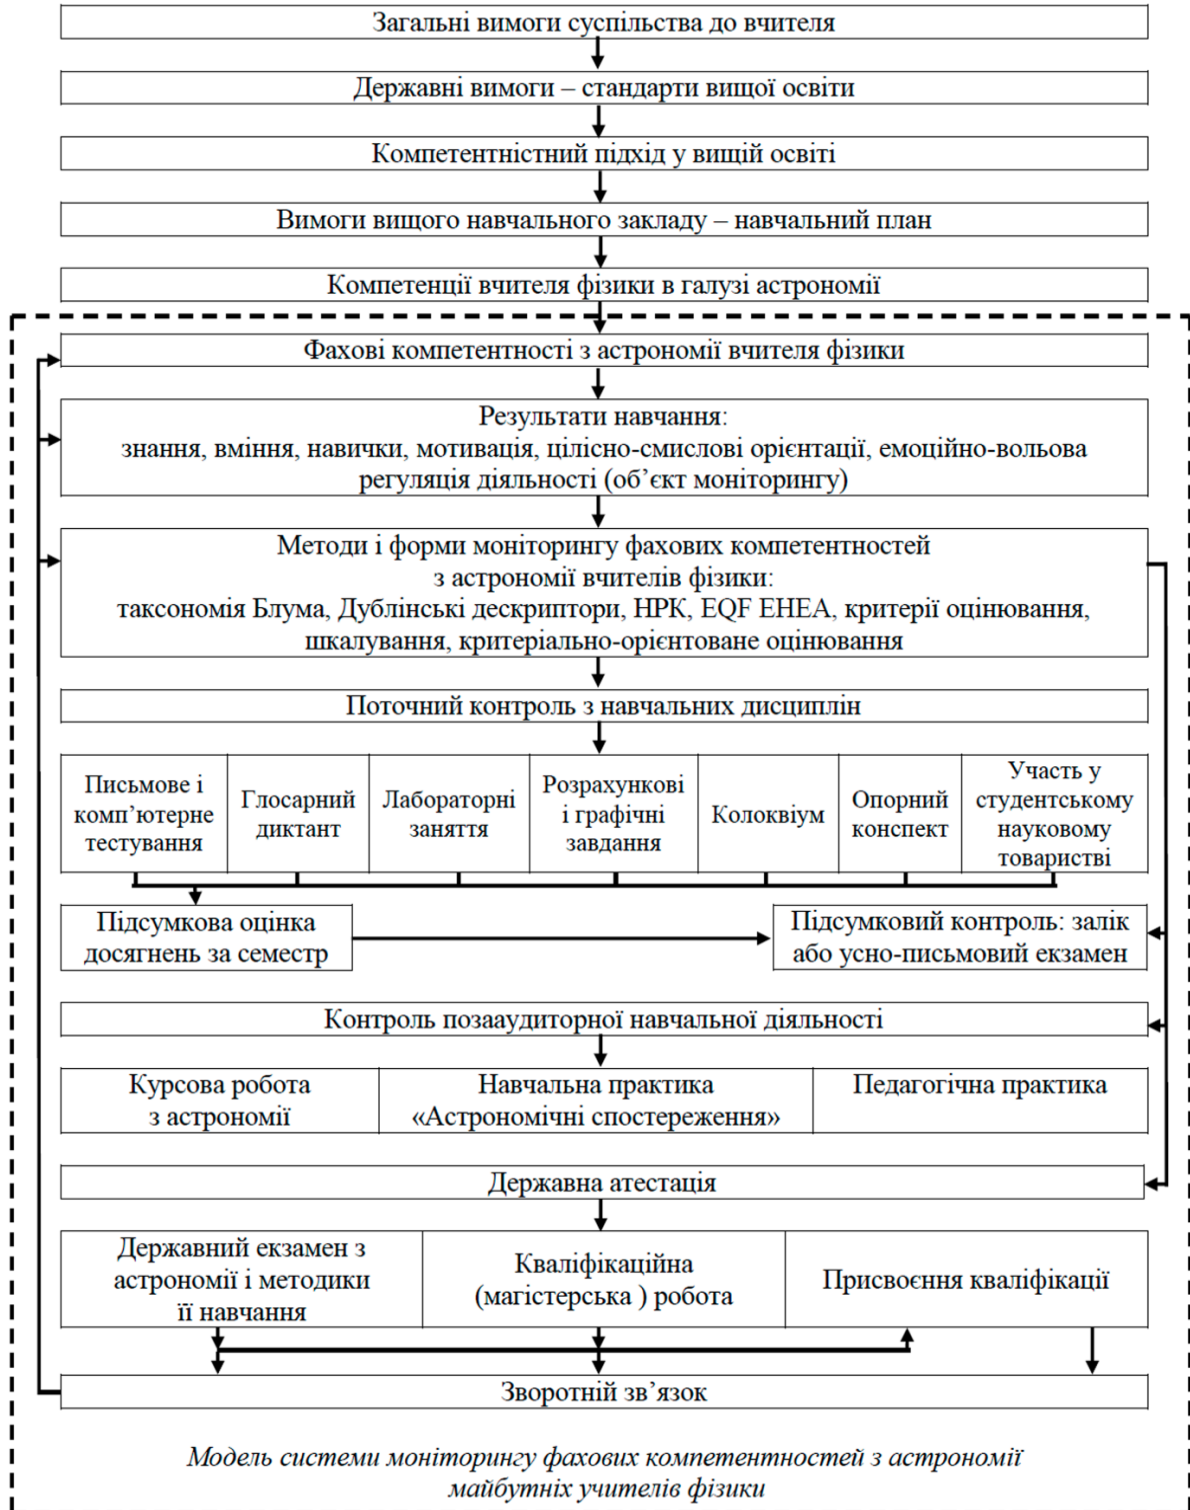 Загальні вимоги суспільства до вчителя
Державні вимоги – стандарти вищої освіти
Компетентністний підхід у вищій освіті
Вимоги вищого навчального закладу – навчальний план
Компетенції вчителя фізики в галузі астрономії
Фахові компетентності з астрономії вчителя фізики
Результати навчання:
знання, вміння, навички, мотивація, цілісно-смислові орієнтації, емоційно-вольова
регуляція діяльності (об’єкт моніторингу)
Методи і форми моніторингу фахових компетентностей
з астрономії вчителів фізики:
таксономія Блума, Дублінські дескриптори, НРК, EQF EHEA, критерії оцінювання,
шкалування, критеріально-орієнтоване оцінювання
Поточний контроль з навчальних дисциплін
Письмове і
комп’ютерне
тестування
Глосарний
диктант
Лабораторні
заняття
Розрахункові
і графічні
завдання
Колоквіум
Опорний
конспект
Участь у
студентському
науковому
товаристві
Підсумкова оцінка
досягнень за семестр
Підсумковий контроль: залік
або усно-письмовий екзамен
Контроль позааудиторної навчальної діяльності
Курсова робота
з астрономії
Навчальна практика
«Астрономічні спостереження»
Педагогічна практика
Державна атестація
Державний екзамен з
астрономії і методики
її навчання
Кваліфікаційна
(магістерська ) робота
Присвоєння кваліфікації
Зворотній зв’язок
Модель системи моніторингу фахових компетентностей з астрономії
майбутніх учителів фізики